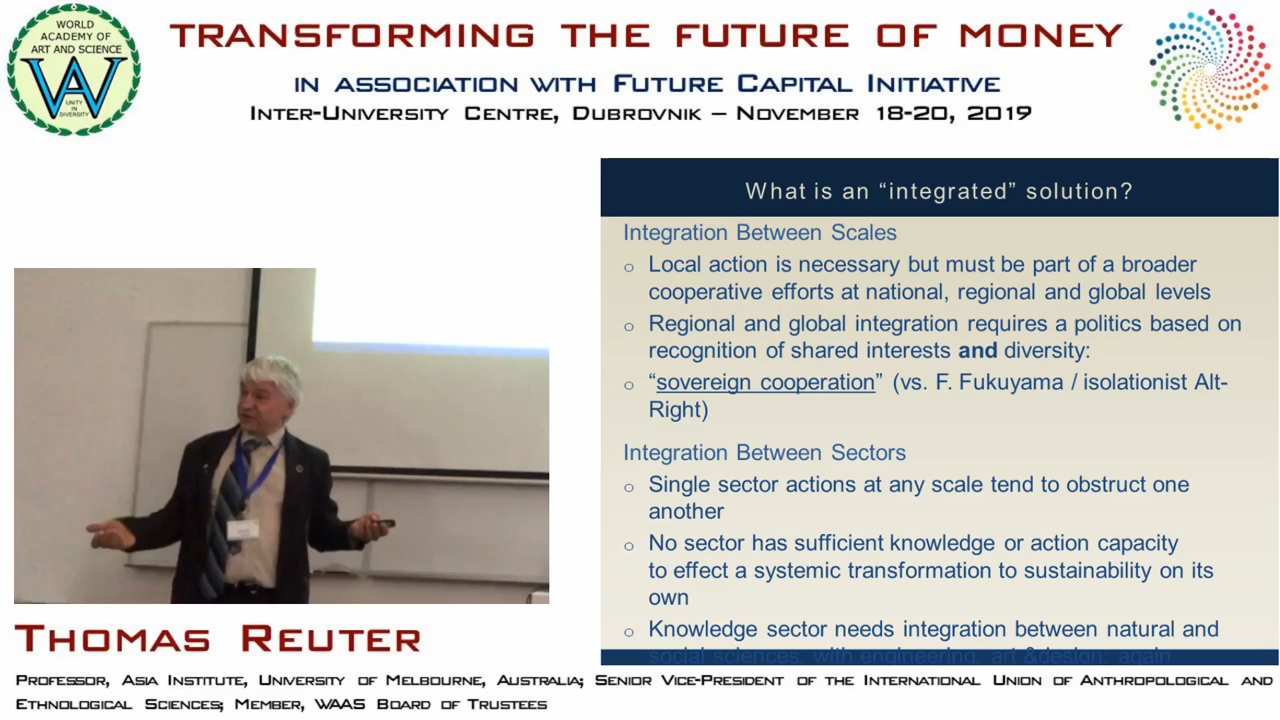 WORLD
ACADEMY OF
ART AND SCIENCE
UNITY
IN
DIVERSITY
TRANSFORMING THE FUTURE OF MONEY
IN ASSOCIATION WITH FUTURE CAPITAL INITIATIVE
INTER-UNIVERSITY CENTRE, DUBROVNIK – NOVEMBER 18-20, 2019
What is an “integrated” solution?
Integration Between Scales
o Local action is necessary but must be part of a broader
cooperative efforts at national, regional and global levels
o Regional and global integration requires a politics based on
recognition of shared interests and diversity:
o “sovereign cooperation” (vs. F. Fukuyama / isolationist Alt-
Right)
Integration Between Sectors
o Single sector actions at any scale tend to obstruct one
another
o No sector has sufficient knowledge or action capacity
to effect a systemic transformation to sustainability on its
own
o Knowledge sector needs integration between natural and
social sciences, with engineering, art &design, again
THOMAS REUTER
PROFESSOR, ASIA INSTITUTE, UNIVERSITY OF MELBOURNE, AUSTRALIA; SENIOR VICE-PRESIDENT OF THE INTERNATIONAL UNION OF ANTHROPOLOGICAL AND
ETHNOLOGICAL SCIENCES; MEMBER, WAAS BOARD OF TRUSTEES